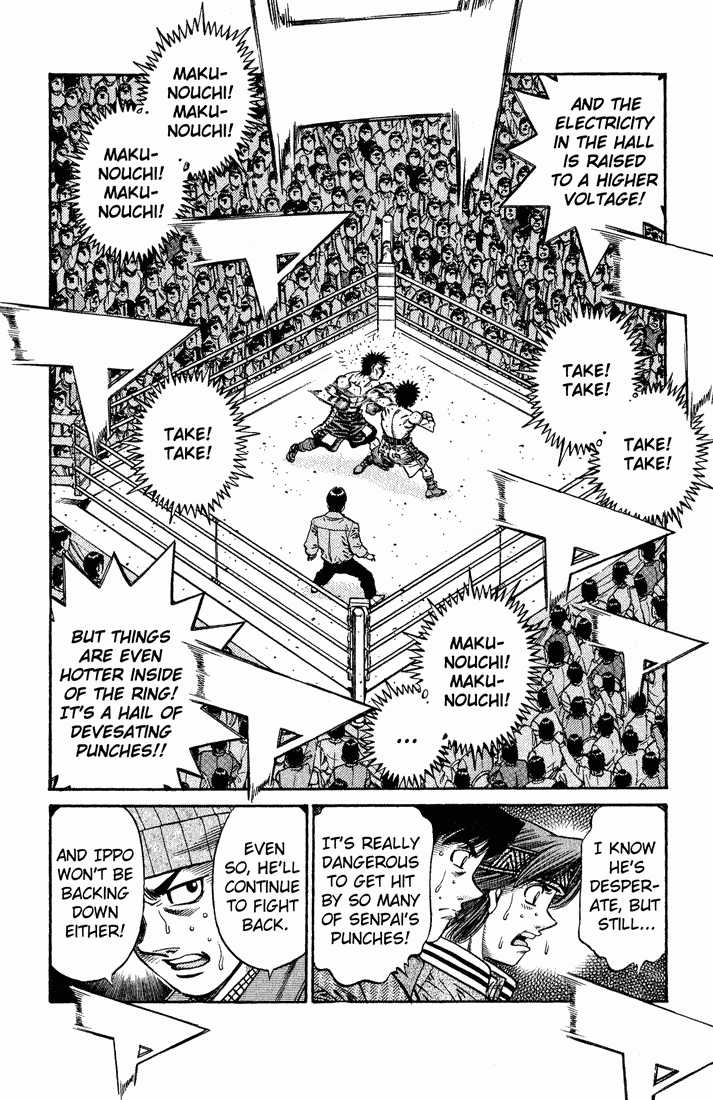 AND THE
ELECTRICITY
IN THE HALL
IS RAISED
TO A HIGHER
VOLTAGE!
MAKU-
NOUCHI!
MAKU-
NOUCHI!
MAKU-
NOUCHI!
MAKU-
NOUCHI!
TAKE!
TAKE!
TAKE!
TAKE!
TAKE!
TAKE!
BUT THINGS
ARE EVEN
HOTTER INSIDE
OF THE RING!
IT'S A HAIL OF
DEVESATING
PUNCHES!!
MAKU-
NOUCHI!
MAKU-
NOUCHI!
...
I KNOW
HE'S
DESPER-
ATE, BUT
STILL...
IT'S REALLY
DANGEROUS
TO GET HIT
BY SO MANY
OF SENPAI'S
PUNCHES!
EVEN
SO, HE'LL
CONTINUE
TO FIGHT
BACK.
AND IPPO
WON'T BE
BACKING
DOWN
EITHER!